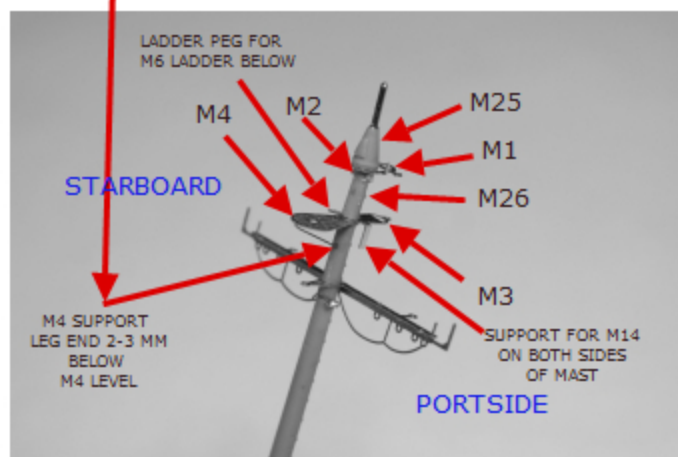 LADDER PEG FOR
M6 LADDER BELOW
M2
M4
M25
M1
STARBOARD
M26
M3
M4 SUPPORT
LEG END 2-3 MM
BELOW
M4 LEVEL
SUPPORT FOR M14
ON BOTH SIDES
OF MAST
PORTSIDE